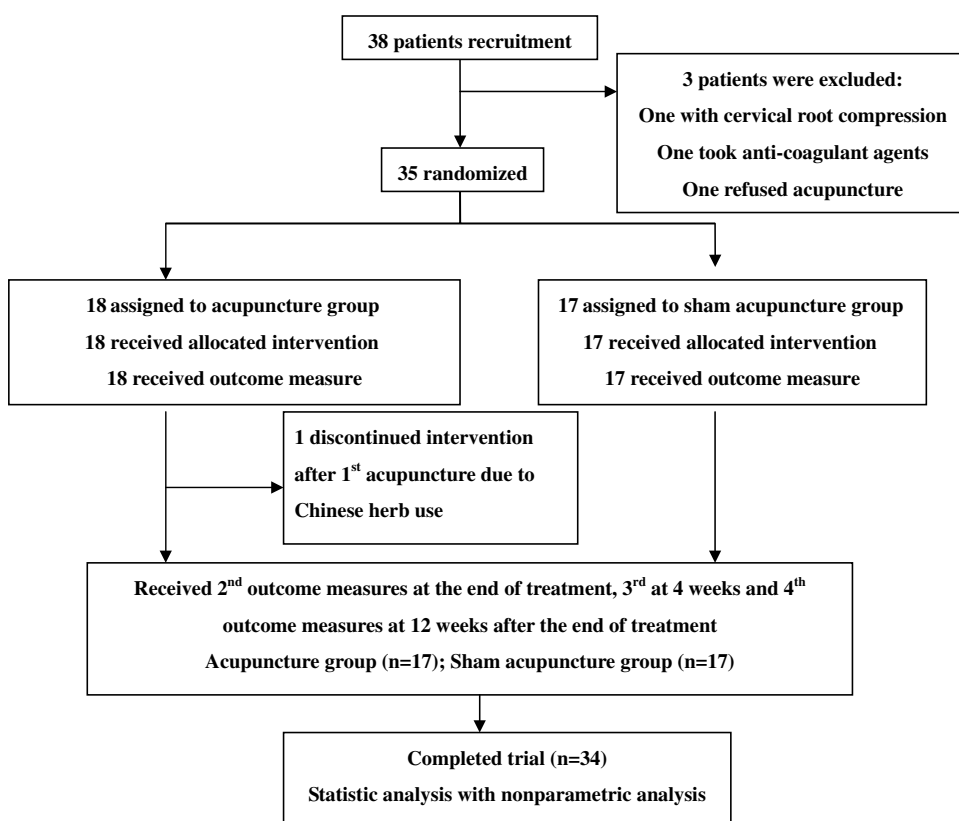 38 patients recruitment
3 patients were excluded:
One with cervical root compression
One took anti-coagulant agents
One refused acupuncture
35 randomized
18 assigned to acupuncture group
18 received allocated intervention
18 received outcome measure
17 assigned to sham acupuncture group
17 received allocated intervention
17 received outcome measure
1 discontinued intervention
after 1st acupuncture due to
Chinese herb use
Received 2nd outcome measures at the end of treatment, 3rd at 4 weeks and 4th
outcome measures at 12 weeks after the end of treatment
Acupuncture group (n=17); Sham acupuncture group (n=17)
Completed trial (n=34)
Statistic analysis with nonparametric analysis